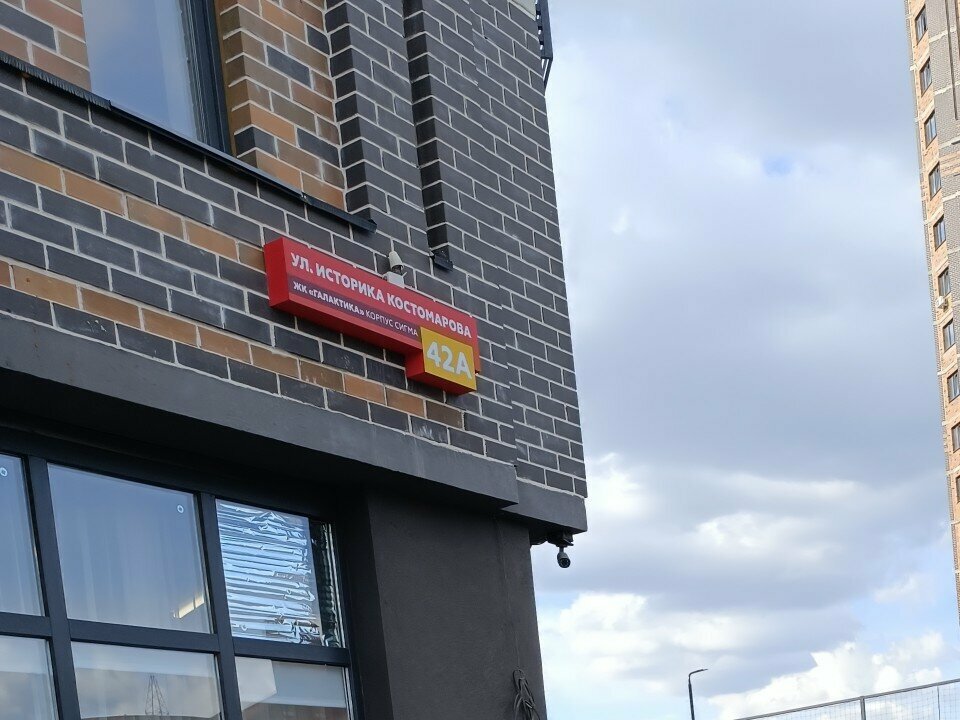 УЛ. ИСТОРИКА КОСТОМАРОВА
ЖК «ГАЛАКТИКА» КОРПУС СИГМА
42А